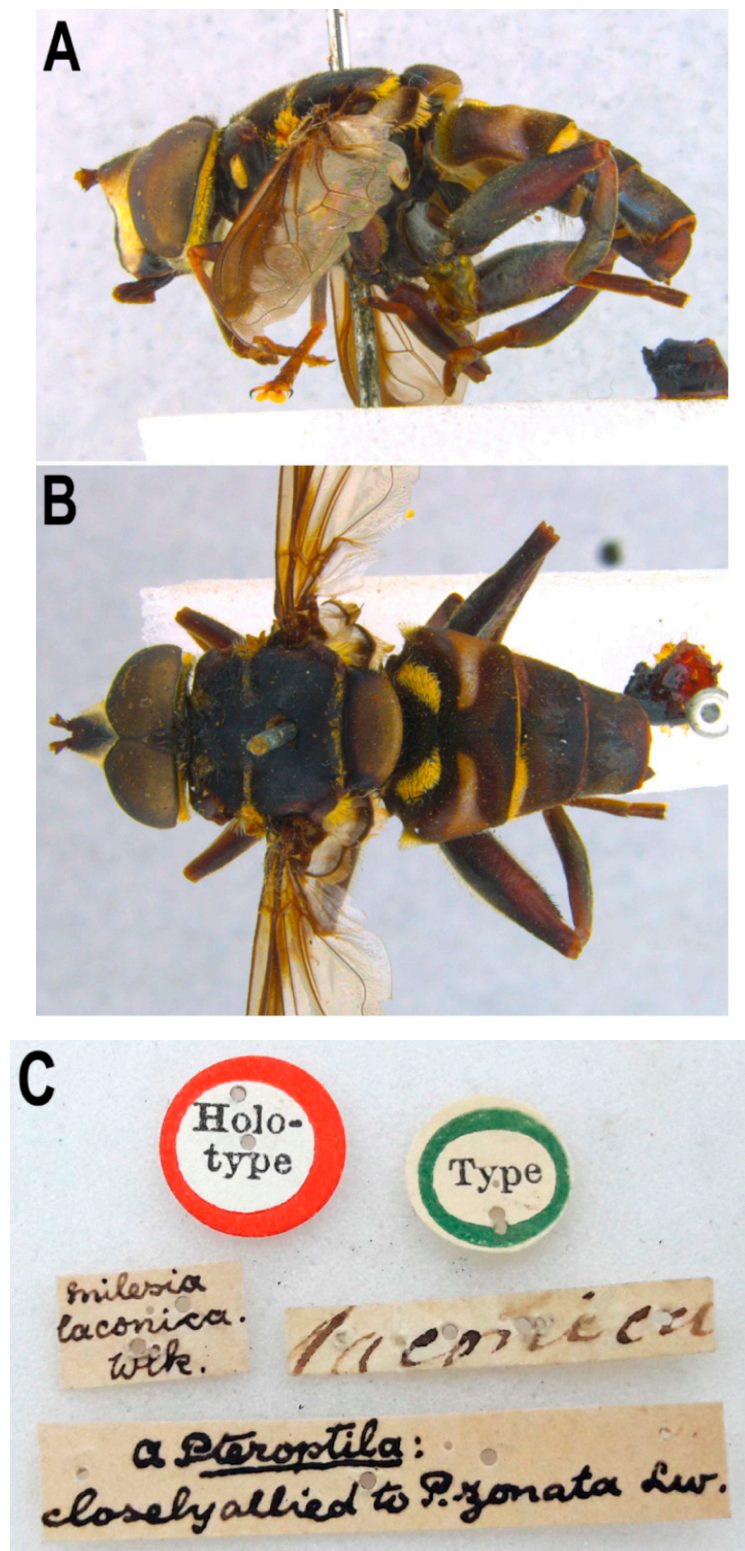 A
B
C
Holo-
type
Type
Milesia
laconica.
Wlk.
laconica
a Pteroptila:
closely allied to P. zonata Lw.